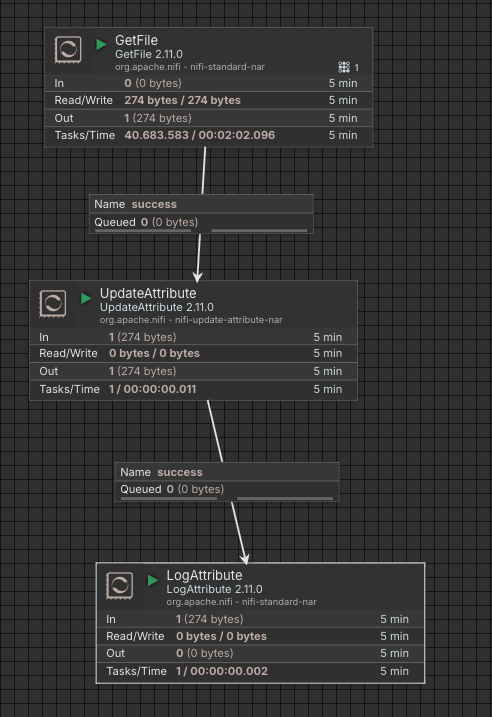 GetFile
GetFile 2.11.0
org.apache.nifi - nifi-standard-nar
1
In 0 (0 bytes) 5 min
Read/Write 274 bytes / 274 bytes 5 min
Out 1 (274 bytes) 5 min
Tasks/Time 40.683.583 / 00:02:02.096 5 min
Name success
Queued 0 (0 bytes)
UpdateAttribute
UpdateAttribute 2.11.0
org.apache.nifi - nifi-update-attribute-nar
In 1 (274 bytes) 5 min
Read/Write 0 bytes / 0 bytes 5 min
Out 1 (274 bytes) 5 min
Tasks/Time 1 / 00:00:00.011 5 min
Name success
Queued 0 (0 bytes)
LogAttribute
LogAttribute 2.11.0
org.apache.nifi - nifi-standard-nar
In 1 (274 bytes) 5 min
Read/Write 0 bytes / 0 bytes 5 min
Out 0 (0 bytes) 5 min
Tasks/Time 1 / 00:00:00.002 5 min